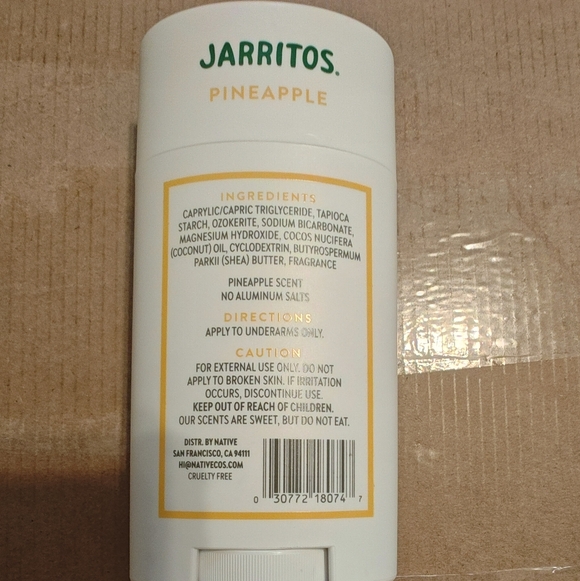 JARRITOS.
PINEAPPLE
INGREDIENTS
CAPRYLIC/CAPRIC TRIGLYCERIDE, TAPIOCA
STARCH, OZOKERITE, SODIUM BICARBONATE,
MAGNESIUM HYDROXIDE, COCOS NUCIFERA
(COCONUT) OIL, CYCLODEXTRIN, BUTYROSPERMUM
PARKII (SHEA) BUTTER, FRAGRANCE
PINEAPPLE SCENT
NO ALUMINUM SALTS
DIRECTIONS
APPLY TO UNDERARMS ONLY.
CAUTION
FOR EXTERNAL USE ONLY. DO NOT
APPLY TO BROKEN SKIN. IF IRRITATION
OCCURS, DISCONTINUE USE.
KEEP OUT OF REACH OF CHILDREN.
OUR SCENTS ARE SWEET, BUT DO NOT EAT.
DISTR. BY NATIVE
SAN FRANCISCO, CA 94111
HI@NATIVECOS.COM
CRUELTY FREE
0 30772 18074 7